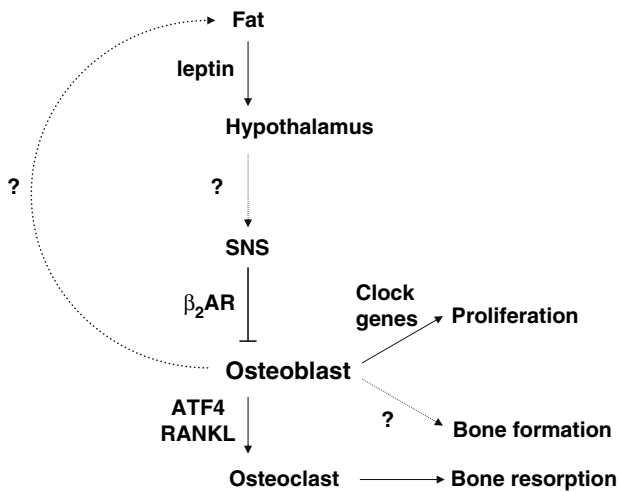 Fat
leptin
Hypothalamus
?
?
SNS
β2AR
Clock
genes
Proliferation
Osteoblast
ATF4
RANKL
?
Bone formation
Osteoclast
Bone resorption